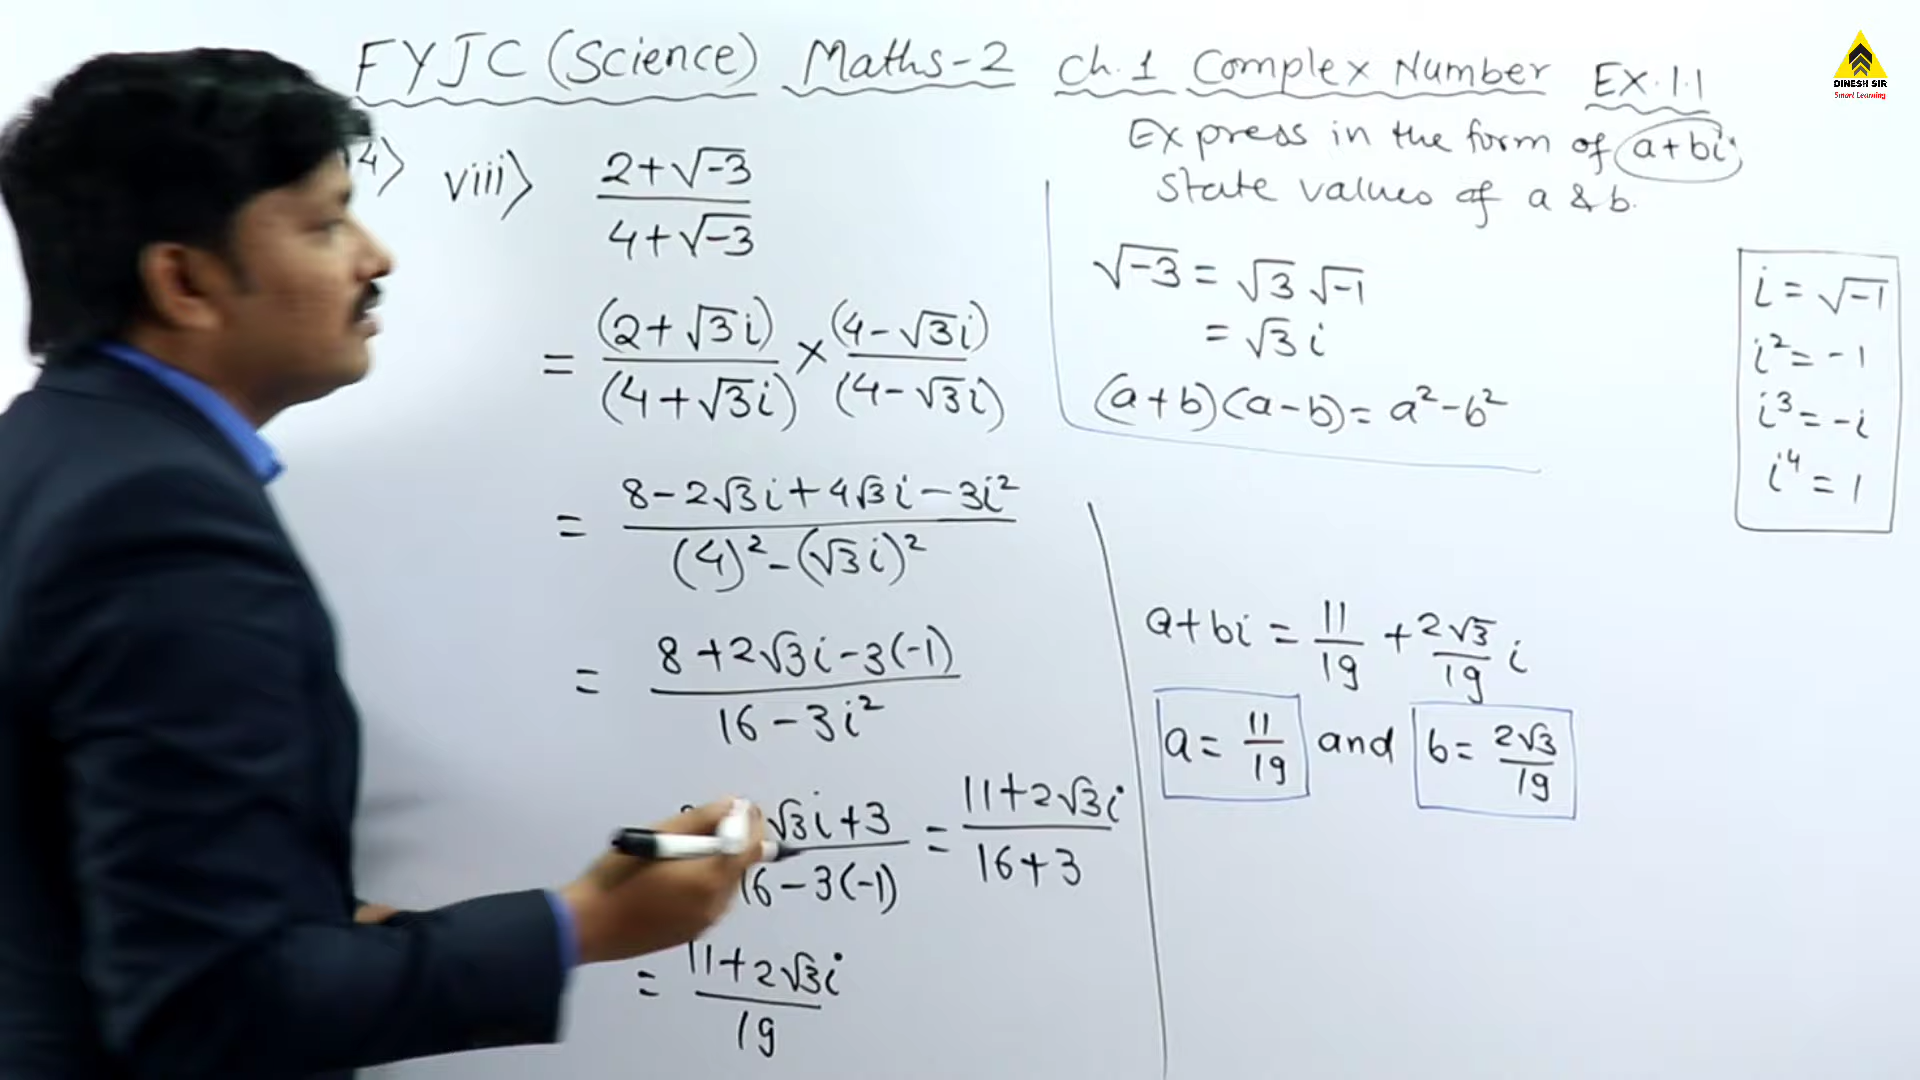 FYJC (Science) Maths-2 Ch.1 Complex Number EX.1.1
DINESH SIR
Smart Learning
Express in the form of a+bi,
State values of a & b.
4) viii) 2+√-3 / 4+√-3
= (2+√3i) / (4+√3i) × (4-√3i) / (4-√3i)
= 8-2√3i+4√3i-3i² / (4)²-(√3i)²
= 8+2√3i-3(-1) / 16-3i²
√3i+3 / 16-3(-1) = 11+2√3i / 16+3
= 11+2√3i / 19
√-3 = √3 √-1
= √3 i
(a+b)(a-b)= a²-b²
i = √-1
i² = -1
i³ = -i
i⁴ = 1
a+bi = 11/19 + 2√3/19 i
a = 11/19 and b = 2√3/19